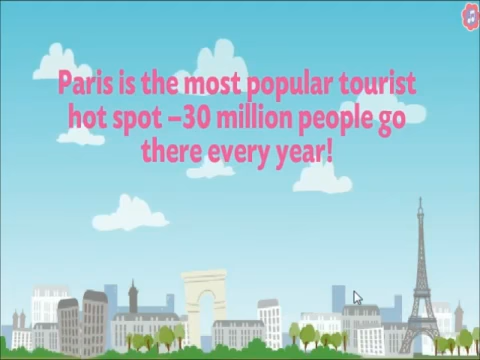 Paris is the most popular tourist
hot spot –30 million people go
there every year!